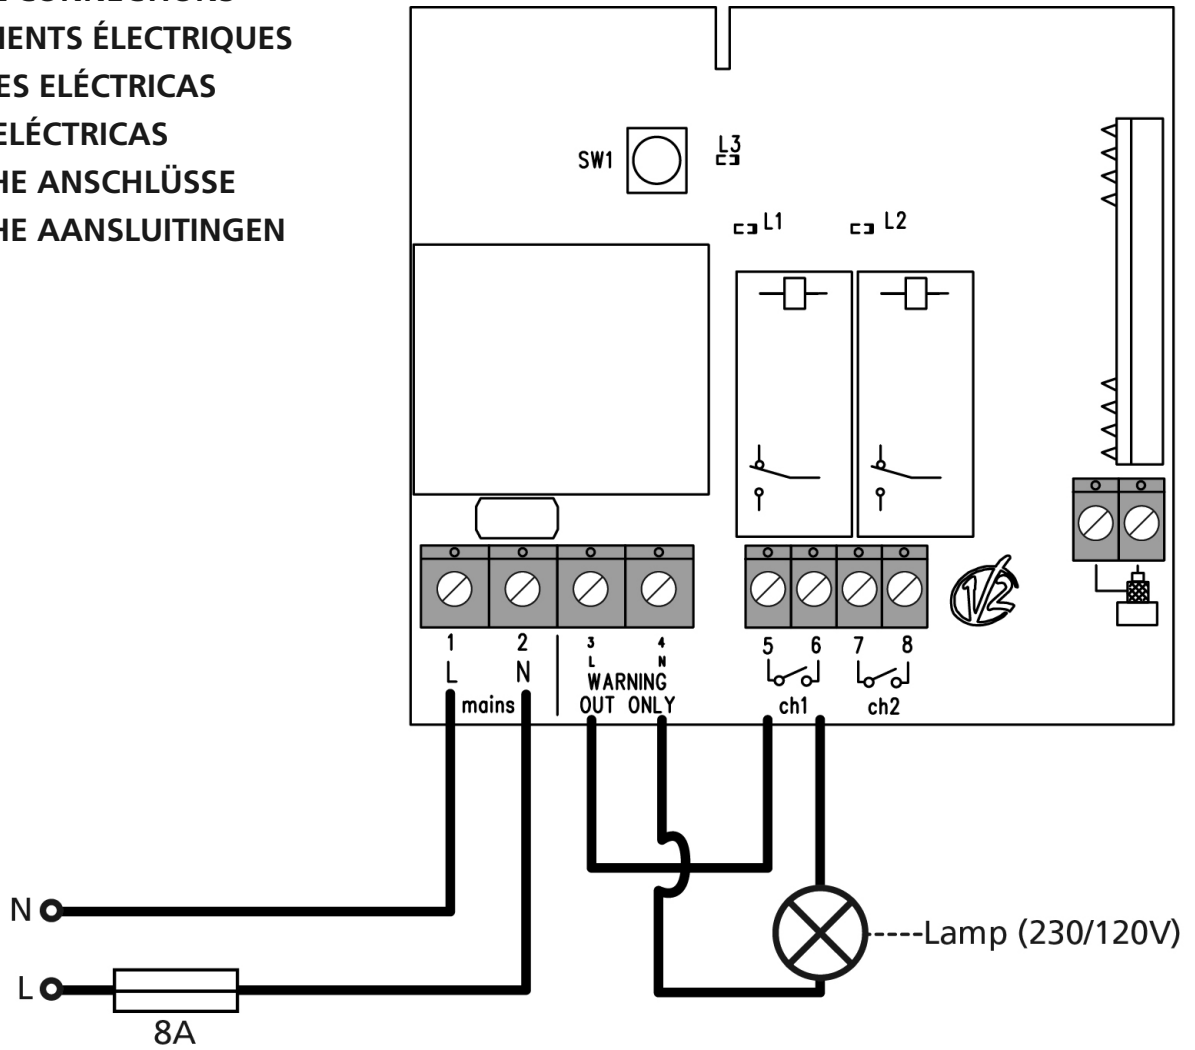 MENTS ÉLECTRIQUES
ES ELÉCTRICAS
ELÉCTRICAS
HE ANSCHLÜSSE
HE AANSLUITINGEN
SW1
L3
L1 L2
1 2 3 4 5 6 7 8
L N L N
WARNING
mains OUT ONLY ch1 ch2
V2
N
Lamp (230/120V)
L
8A